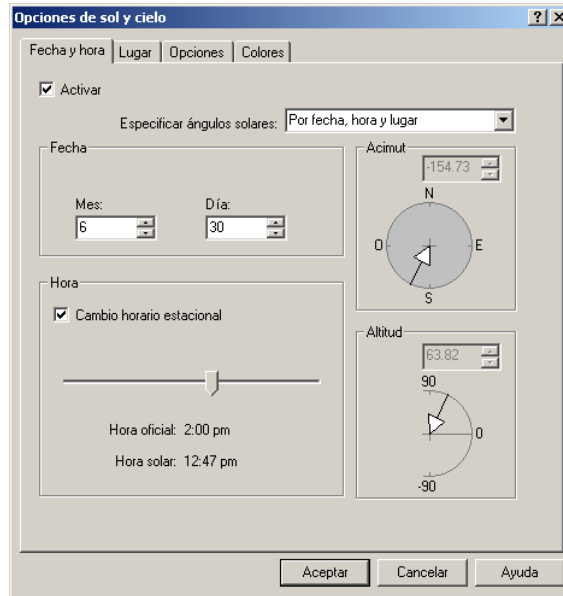 Opciones de sol y cielo
Fecha y hora Lugar Opciones Colores
Activar
Especificar ángulos solares: Por fecha, hora y lugar
Fecha
Mes: Día:
6 30
Acimut
-154.73
N
O E
S
Hora
Cambio horario estacional
Hora oficial: 2:00 pm
Hora solar: 12:47 pm
Altitud
63.82
90
0
-90
Aceptar Cancelar Ayuda